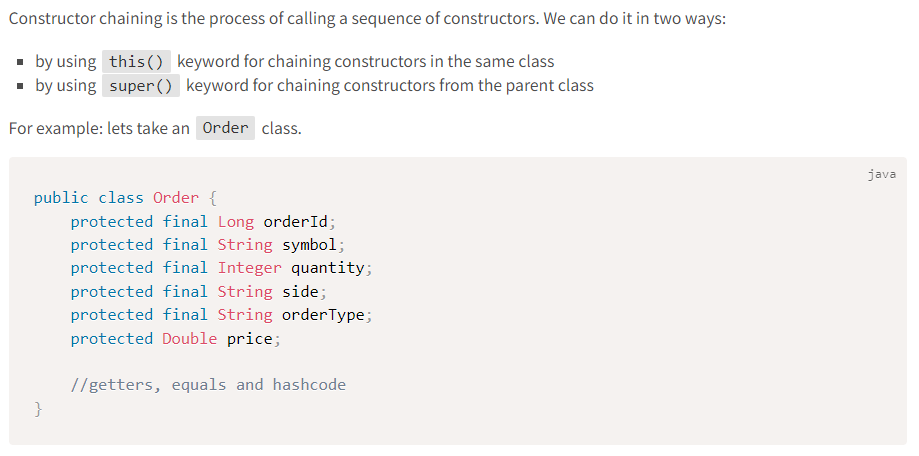 Constructor chaining is the process of calling a sequence of constructors. We can do it in two ways:
▪ by using this() keyword for chaining constructors in the same class
▪ by using super() keyword for chaining constructors from the parent class
For example: lets take an Order class.
java
public class Order {
    protected final Long orderId;
    protected final String symbol;
    protected final Integer quantity;
    protected final String side;
    protected final String orderType;
    protected Double price;

    //getters, equals and hashcode
}